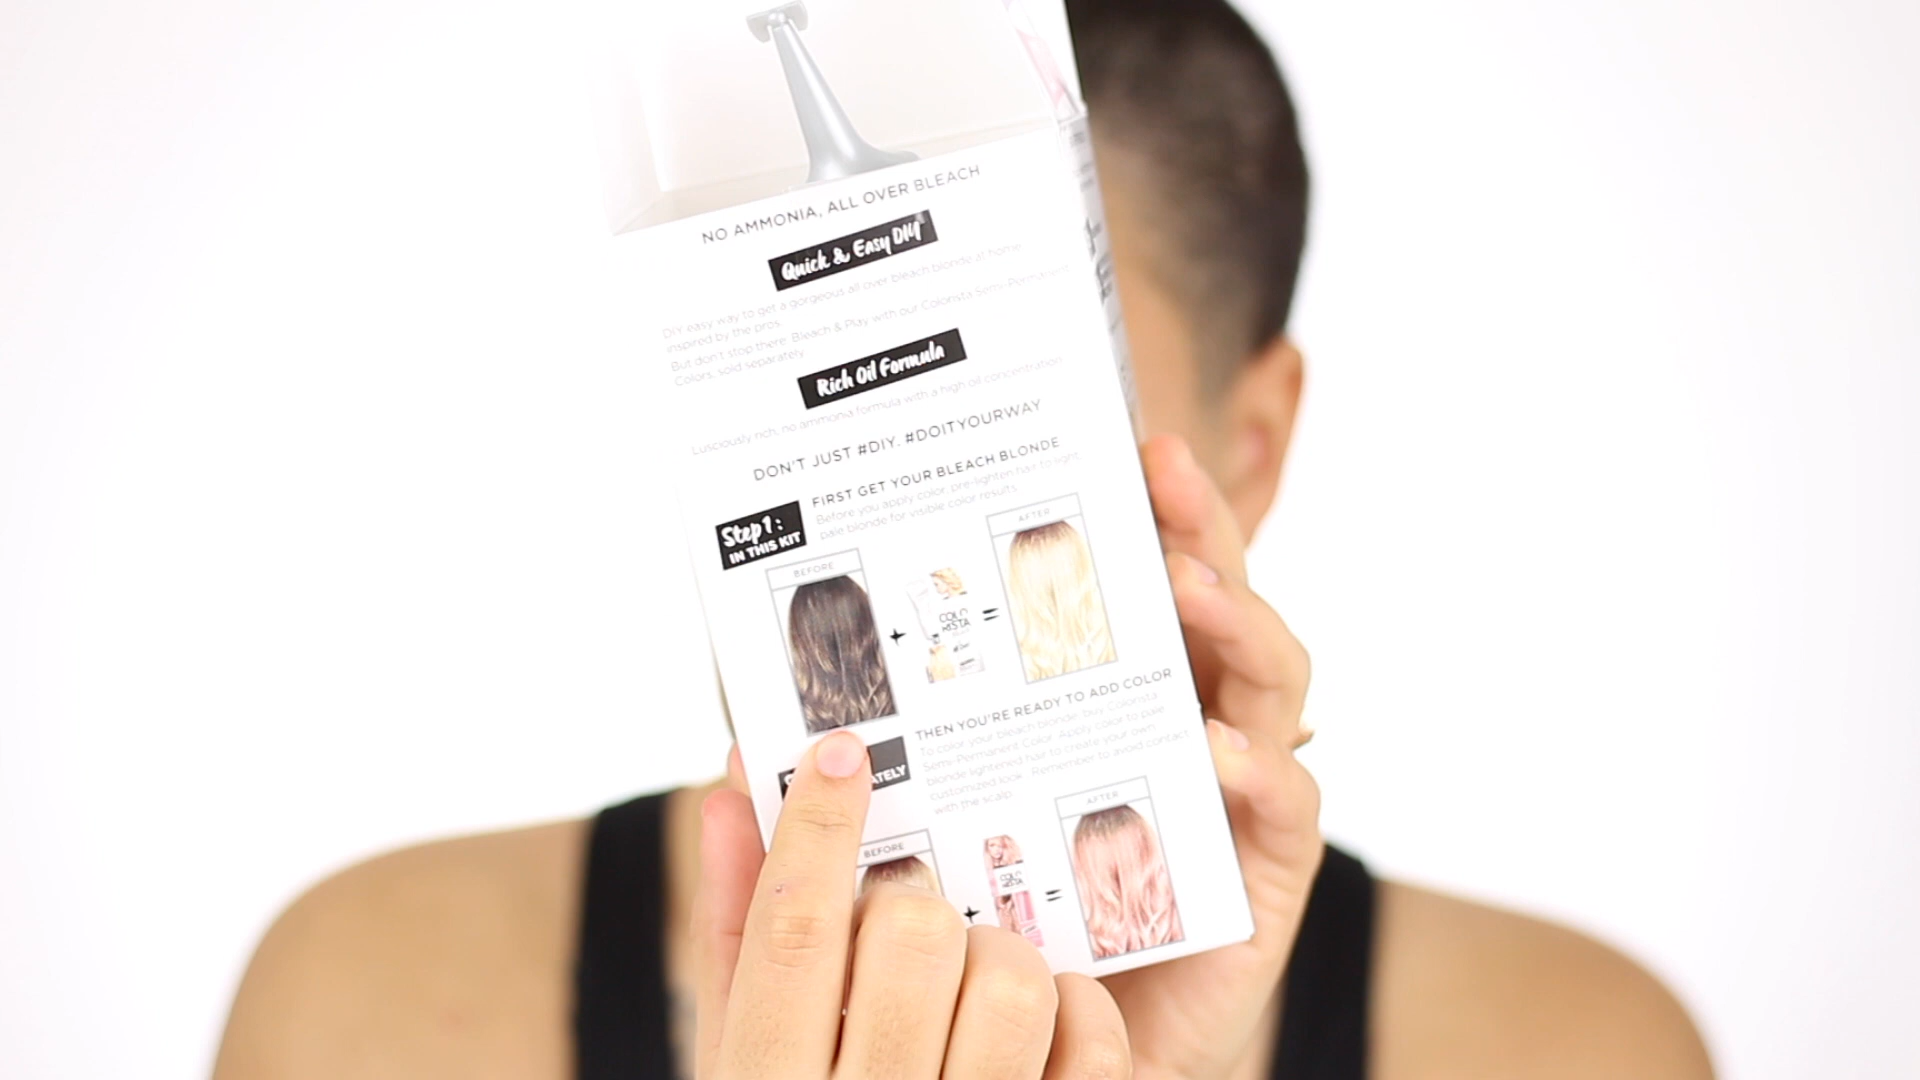 NO AMMONIA, ALL OVER BLEACH
Quick & Easy DIY
DIY easy way to get a gorgeous all over bleach blonde at home
inspired by the pros.
But don't stop there. Bleach & Play with our Colorista Semi-Permanent
Colors, sold separately.
Rich Oil Formula
Lusciously rich, no ammonia formula with a high oil concentration
DON'T JUST #DIY. #DOITYOURWAY
Step 1:
IN THIS KIT
FIRST GET YOUR BLEACH BLONDE
Before you apply color, pre-lighten hair to light
pale blonde for visible color results.
BEFORE
+
COLO
RISTA
=
AFTER
ATELY
THEN YOU'RE READY TO ADD COLOR
To color your bleach blonde, buy Colorista
Semi-Permanent Color. Apply color to pale
blonde lightened hair to create your own
customized look. Remember to avoid contact
with the scalp.
BEFORE
+
COLO
RISTA
=
AFTER